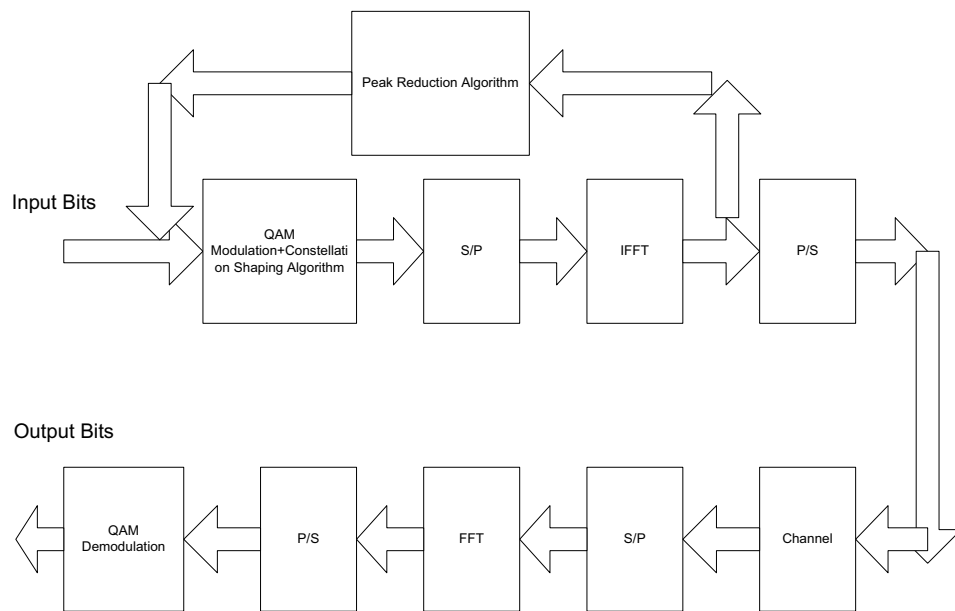 Peak Reduction Algorithm
Input Bits
QAM
Modulation+Constellati
on Shaping Algorithm
S/P
IFFT
P/S
Output Bits
QAM
Demodulation
P/S
FFT
S/P
Channel